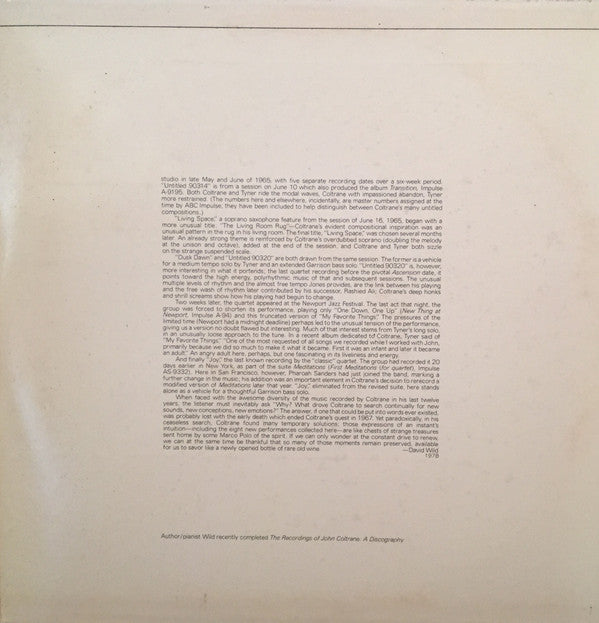 studio in late May and June of 1965, with five separate recording dates over a six-week period.
"Untitled 90314" is from a session on June 10 which also produced the album Transition, Impulse
A-9195. Both Coltrane and Tyner ride the modal waves, Coltrane with impassioned abandon, Tyner
more restrained. (The numbers here and elsewhere, incidentally, are master numbers assigned at the
time by ABC Impulse; they have been included to help distinguish between Coltrane's many untitled
compositions.)
"Living Space," a soprano saxophone feature from the session of June 16, 1965, began with a
more unusual title. "The Living Room Rug"—Coltrane's evident compositional inspiration was an
unusual pattern in the rug in his living room. The final title, "Living Space," was chosen several months
later. An already strong theme is reinforced by Coltrane's overdubbed soprano (doubling the melody
at the unison and octave), added at the end of the session, and Coltrane and Tyner both sizzle
on the strange suspended scale.
"Dusk Dawn" and "Untitled 90320" are both drawn from the same session. The former is a vehicle
for a medium tempo solo by Tyner and an extended Garrison bass solo. "Untitled 90320" is, however,
more interesting in what it portends; the last quartet recording before the pivotal Ascension date, it
points toward the high energy, polyrhythmic music of that and subsequent sessions. The unusual
multiple levels of rhythm and the almost free tempo Jones provides, are the link between his playing
and the free wash of rhythm later contributed by his successor, Rashied Ali; Coltrane's deep honks
and shrill screams show how his playing had begun to change.
Two weeks later, the quartet appeared at the Newport Jazz Festival. The last act that night, the
group was forced to shorten its performance, playing only "One Down, One Up" (New Thing at
Newport, Impulse A-94) and this truncated version of "My Favorite Things." The pressures of the
limited time (Newport had a midnight deadline) perhaps led to the unusual tension of the performance,
giving us a version no doubt flawed but interesting. Much of that interest stems from Tyner's long solo,
in an unusually loose approach to the tune. In a recent album dedicated to Coltrane, Tyner said of
"My Favorite Things," "One of the most requested of all songs we recorded while I worked with John,
primarily because we did so much to make it what it became. First it was an infant and later it became
an adult." An angry adult here, perhaps, but one fascinating in its liveliness and energy.
And finally "Joy," the last known recording by the "classic" quartet. The group had recorded it 20
days earlier in New York, as part of the suite Meditations (First Meditations (for quartet), Impulse
AS-9332). Here in San Francisco, however, Pharoah Sanders had just joined the band, marking a
further change in the music; his addition was an important element in Coltrane's decision to rerecord a
modified version of Meditations later that year. "Joy," eliminated from the revised suite, here stands
alone as a vehicle for a thoughtful Garrison bass solo.
When faced with the awesome diversity of the music recorded by Coltrane in his last twelve
years, the listener must inevitably ask "Why? What drove Coltrane to search continually for new
sounds, new conceptions, new emotions?" The answer, if one that could be put into words ever existed,
was probably lost with the early death which ended Coltrane's quest in 1967. Yet paradoxically, in his
ceaseless search, Coltrane found many temporary solutions; those expressions of an instant's
intuition—including the eight new performances collected here—are like chests of strange treasures
sent home by some Marco Polo of the spirit. If we can only wonder at the constant drive to renew,
we can at the same time be thankful that so many of those moments remain preserved, available
for us to savor like a newly opened bottle of rare old wine.
—David Wild
1978
Author/pianist Wild recently completed The Recordings of John Coltrane: A Discography